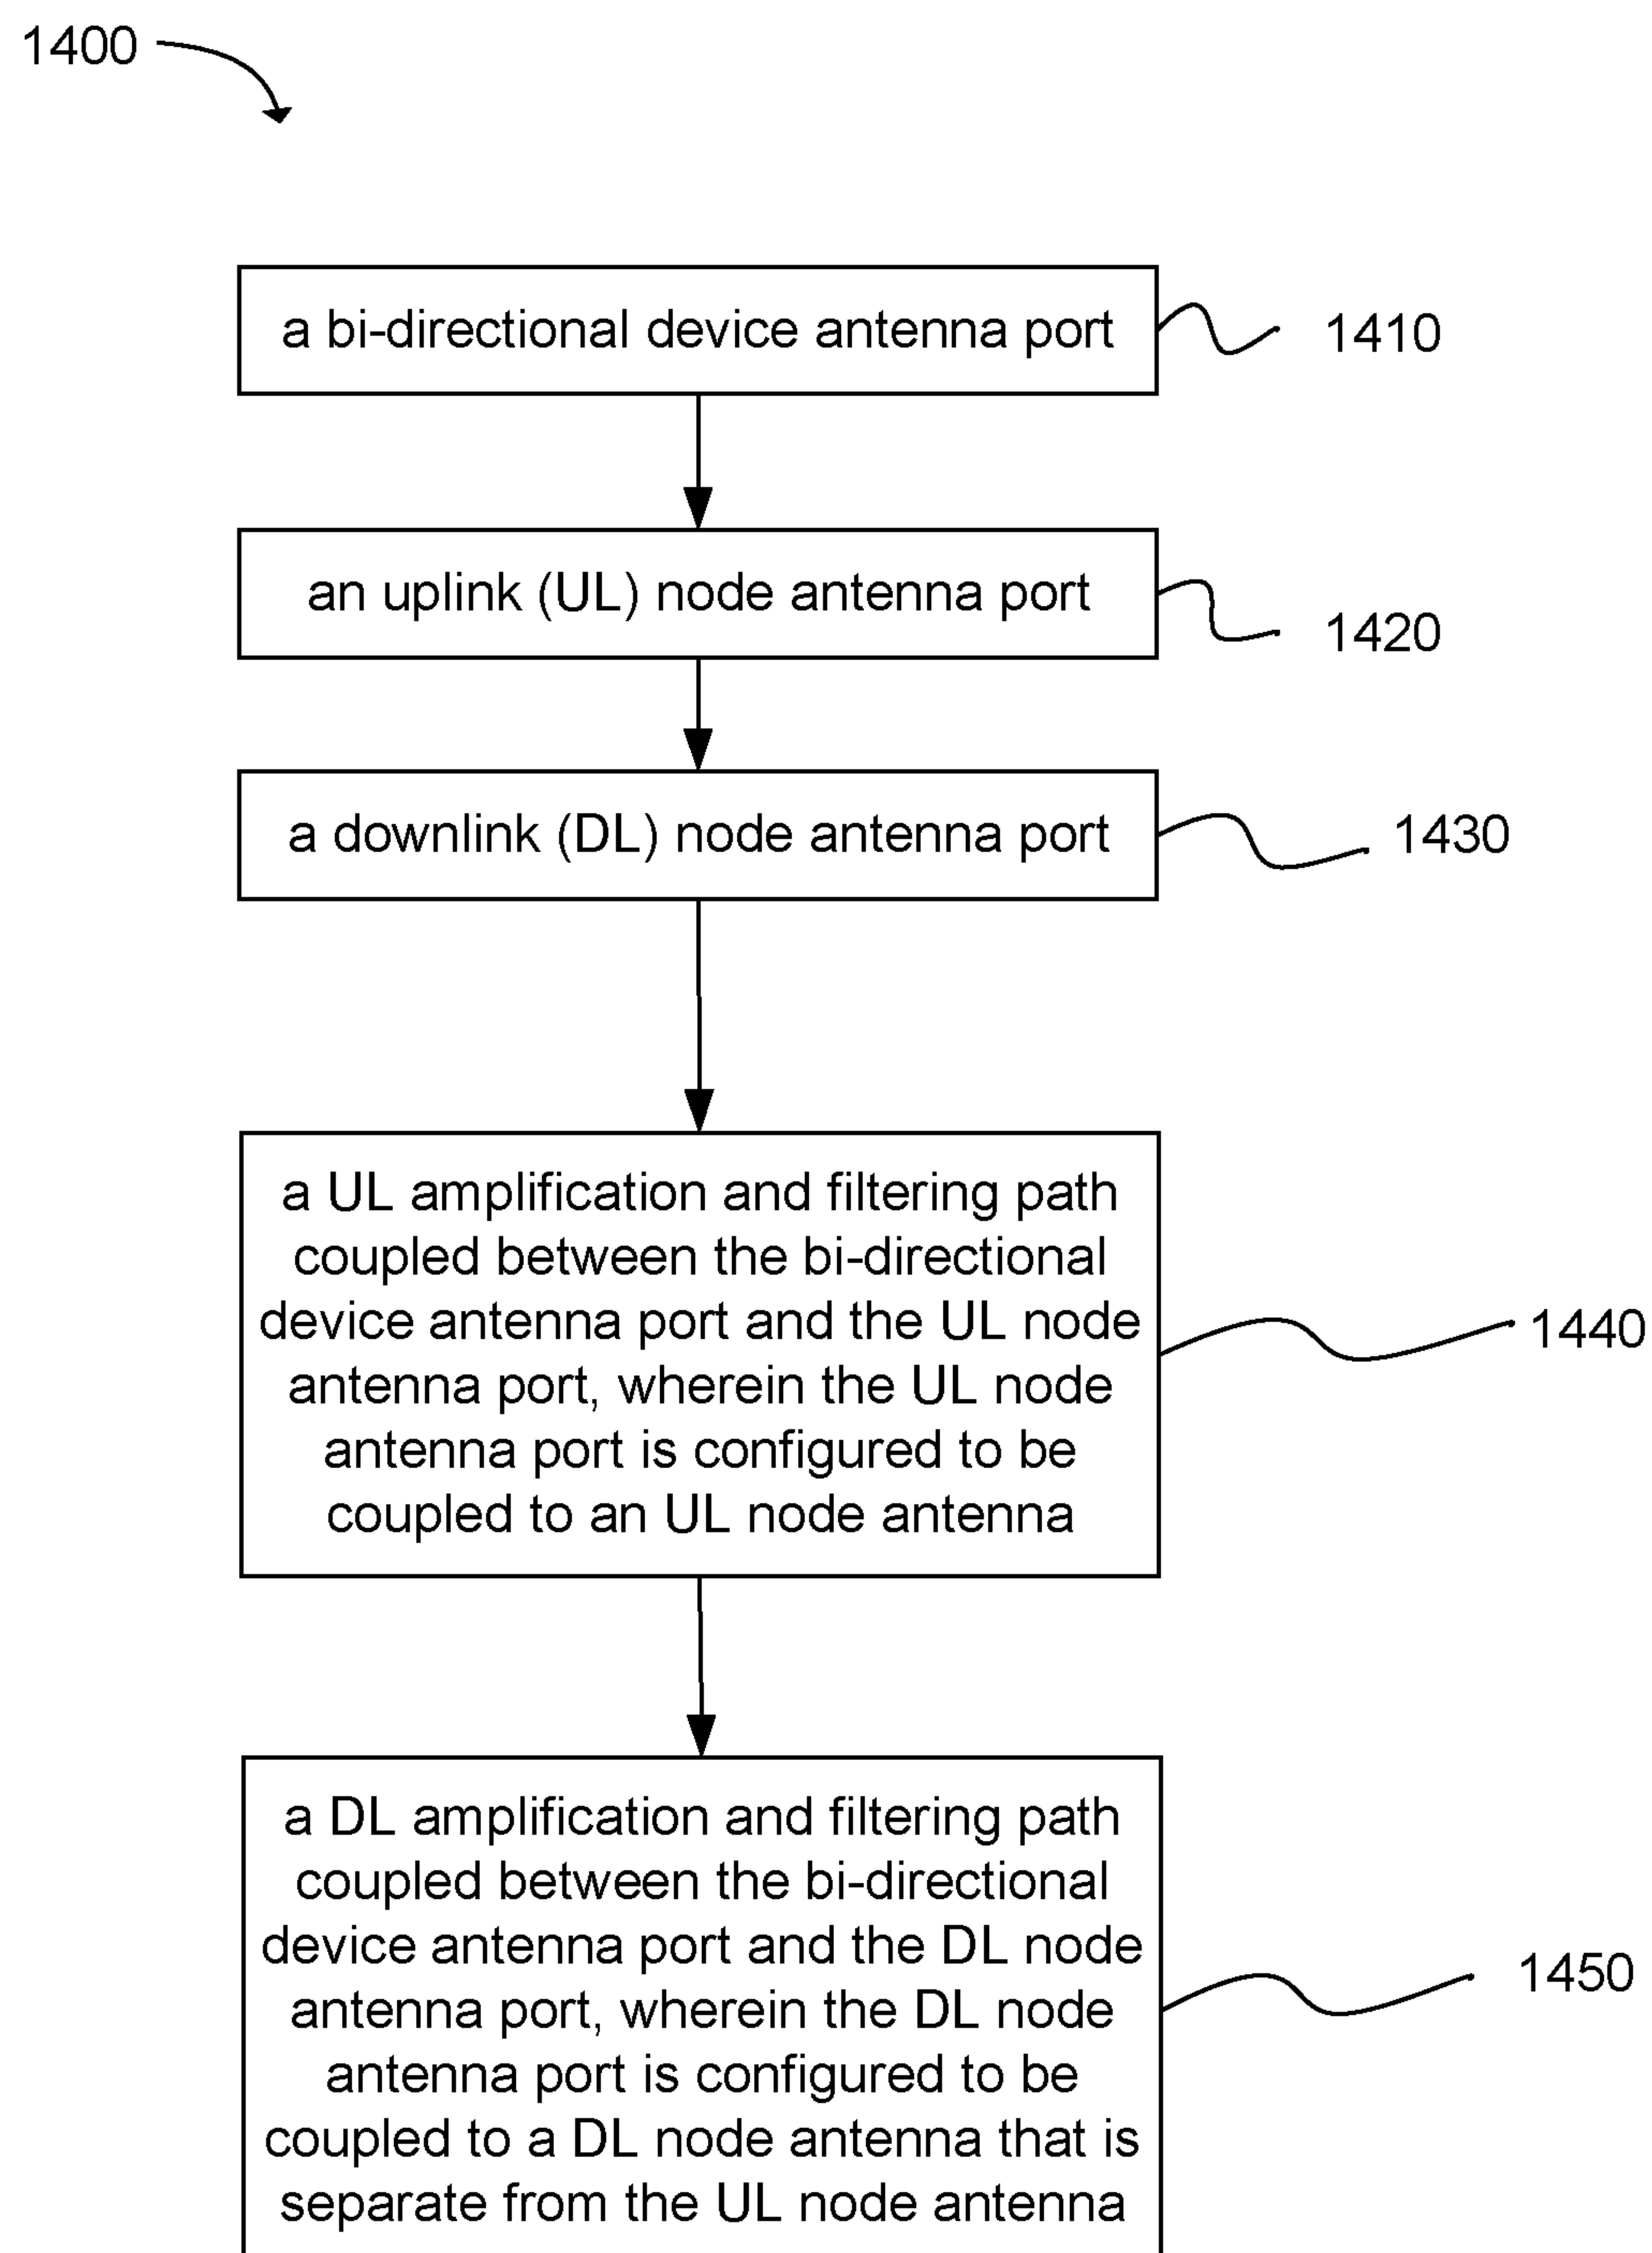 1400
a bi-directional device antenna port
1410
an uplink (UL) node antenna port
1420
a downlink (DL) node antenna port
1430
a UL amplification and filtering path
coupled between the bi-directional
device antenna port and the UL node
antenna port, wherein the UL node
antenna port is configured to be
coupled to an UL node antenna
1440
a DL amplification and filtering path
coupled between the bi-directional
device antenna port and the DL node
antenna port, wherein the DL node
antenna port is configured to be
coupled to a DL node antenna that is
separate from the UL node antenna
1450